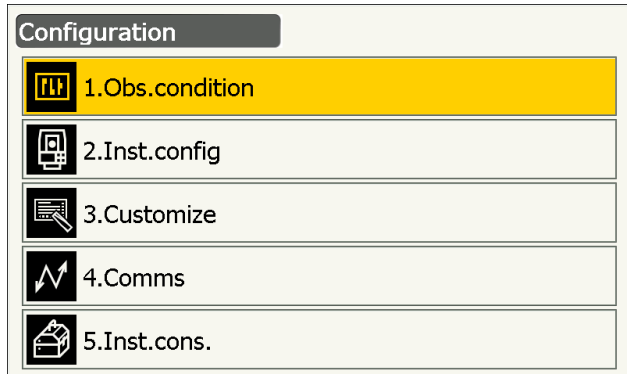 Configuration
1.Obs.condition
2.Inst.config
3.Customize
4.Comms
5.Inst.cons.